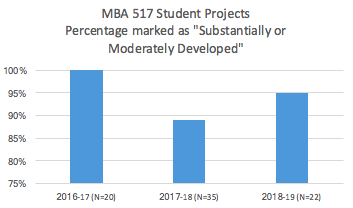 MBA 517 Student Projects
Percentage marked as "Substantially or
Moderately Developed"
100%
95%
90%
85%
80%
75%
2016-17 (N=20) 2017-18 (N=35) 2018-19 (N=22)